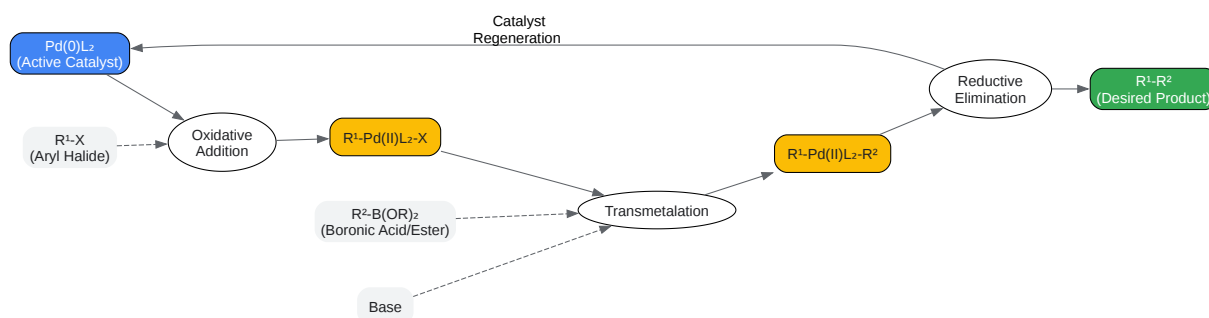 Catalyst
Regeneration
Pd(0)L₂
(Active Catalyst)
R¹-X
(Aryl Halide)
Oxidative
Addition
R¹-Pd(II)L₂-X
R²-B(OR)₂
(Boronic Acid/Ester)
Base
Transmetalation
R¹-Pd(II)L₂-R²
Reductive
Elimination
R¹-R²
(Desired Product)